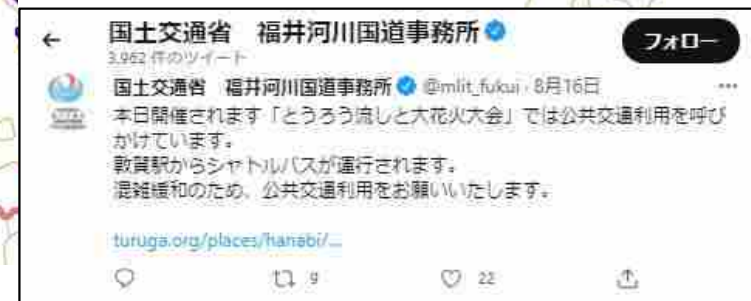 国土交通省 福井河川国道事務所
フォロー
3,962 件のツイート
国土交通省 福井河川国道事務所 @mlit_fukui · 8月16日
本日開催されます「とうろう流しと大花火大会」では公共交通利用を呼び
かけています。
敦賀駅からシャトルバスが運行されます。
混雑緩和のため、公共交通利用をお願いいたします。
turuga.org/places/hanabi/...
9
22